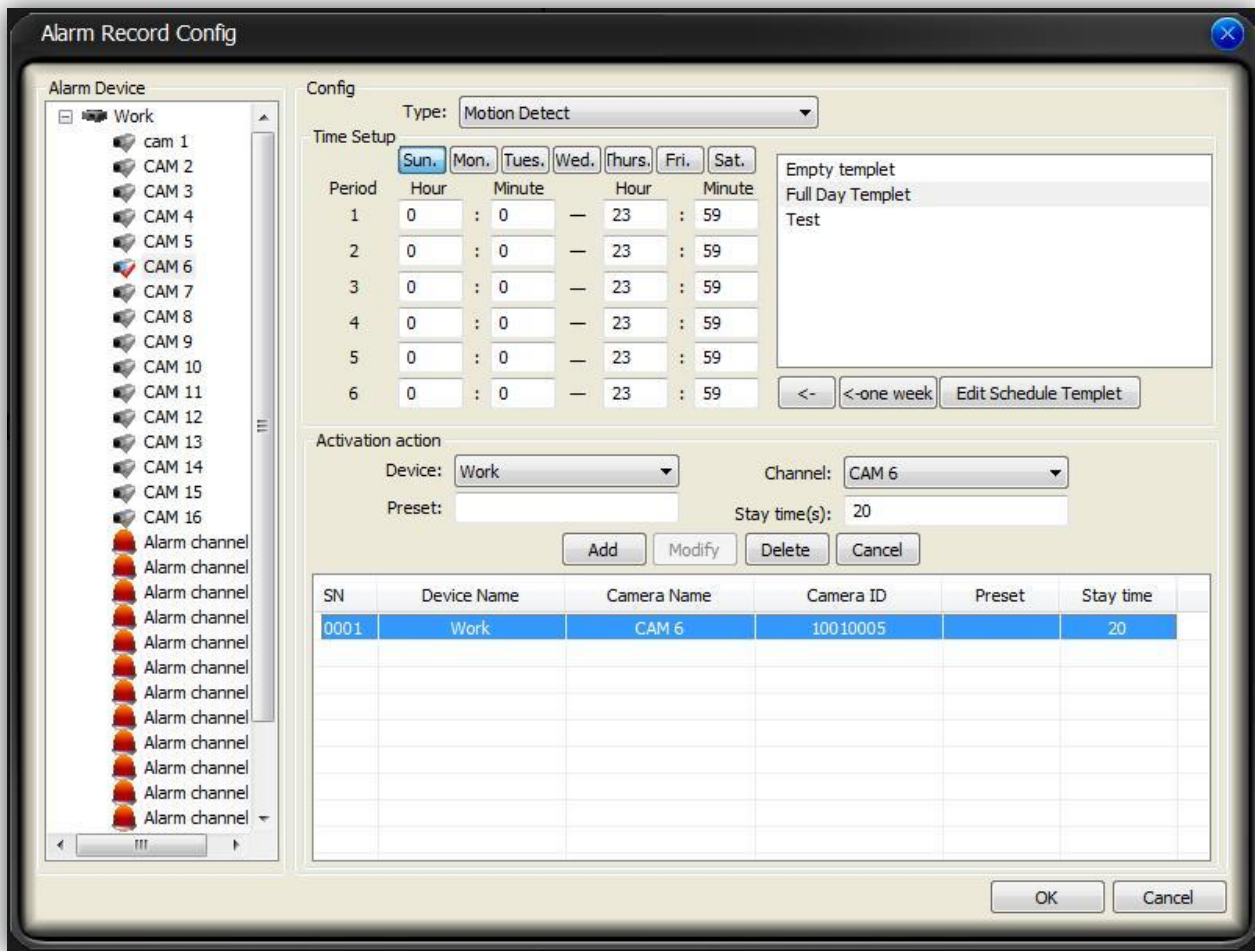 Alarm Record Config
Alarm Device
Work
cam 1
CAM 2
CAM 3
CAM 4
CAM 5
CAM 6
CAM 7
CAM 8
CAM 9
CAM 10
CAM 11
CAM 12
CAM 13
CAM 14
CAM 15
CAM 16
Alarm channel
Alarm channel
Alarm channel
Alarm channel
Alarm channel
Alarm channel
Alarm channel
Alarm channel
Alarm channel
Alarm channel
Alarm channel
Alarm channel
Config
Type: Motion Detect
Time Setup
Sun. Mon. Tues. Wed. Thurs. Fri. Sat.
Period Hour Minute Hour Minute
1 0 : 0 — 23 : 59
2 0 : 0 — 23 : 59
3 0 : 0 — 23 : 59
4 0 : 0 — 23 : 59
5 0 : 0 — 23 : 59
6 0 : 0 — 23 : 59
Empty templet
Full Day Templet
Test
<- <-one week Edit Schedule Templet
Activation action
Device: Work Channel: CAM 6
Preset: Stay time(s): 20
Add Modify Delete Cancel
SN Device Name Camera Name Camera ID Preset Stay time
0001 Work CAM 6 10010005 20
OK Cancel